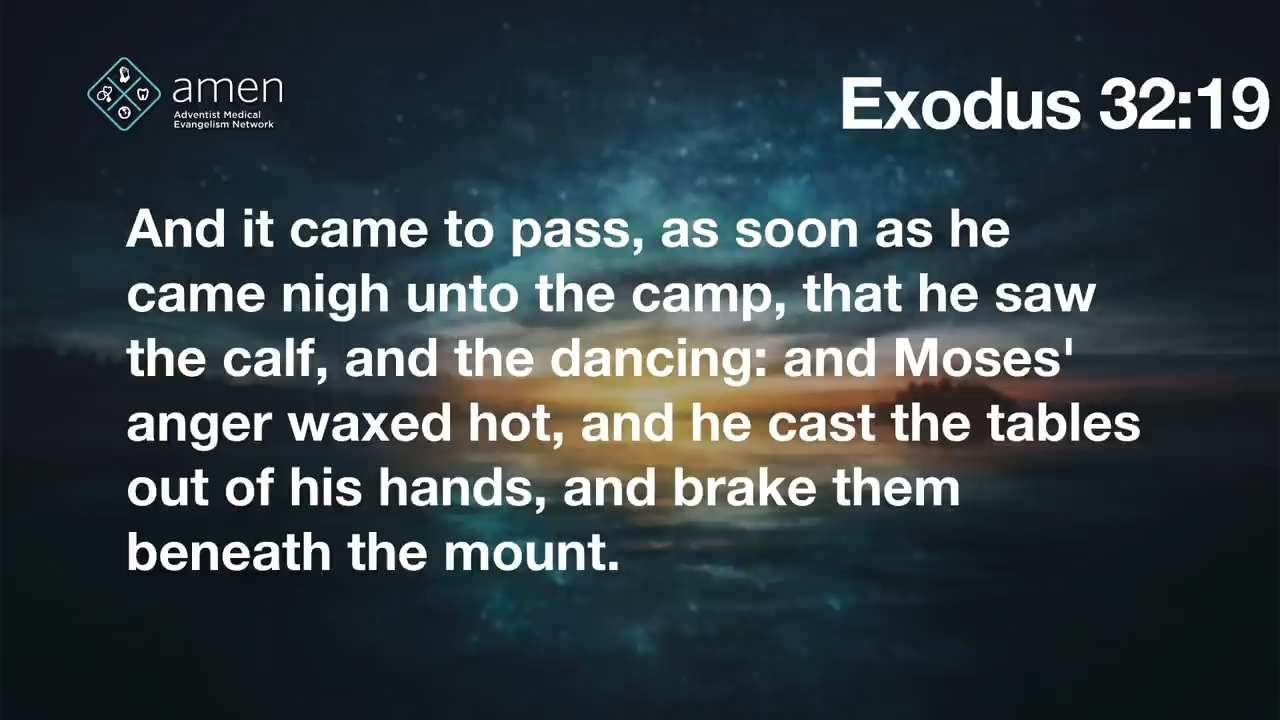 amen
Adventist Medical
Evangelism Network
Exodus 32:19
And it came to pass, as soon as he
came nigh unto the camp, that he saw
the calf, and the dancing: and Moses'
anger waxed hot, and he cast the tables
out of his hands, and brake them
beneath the mount.